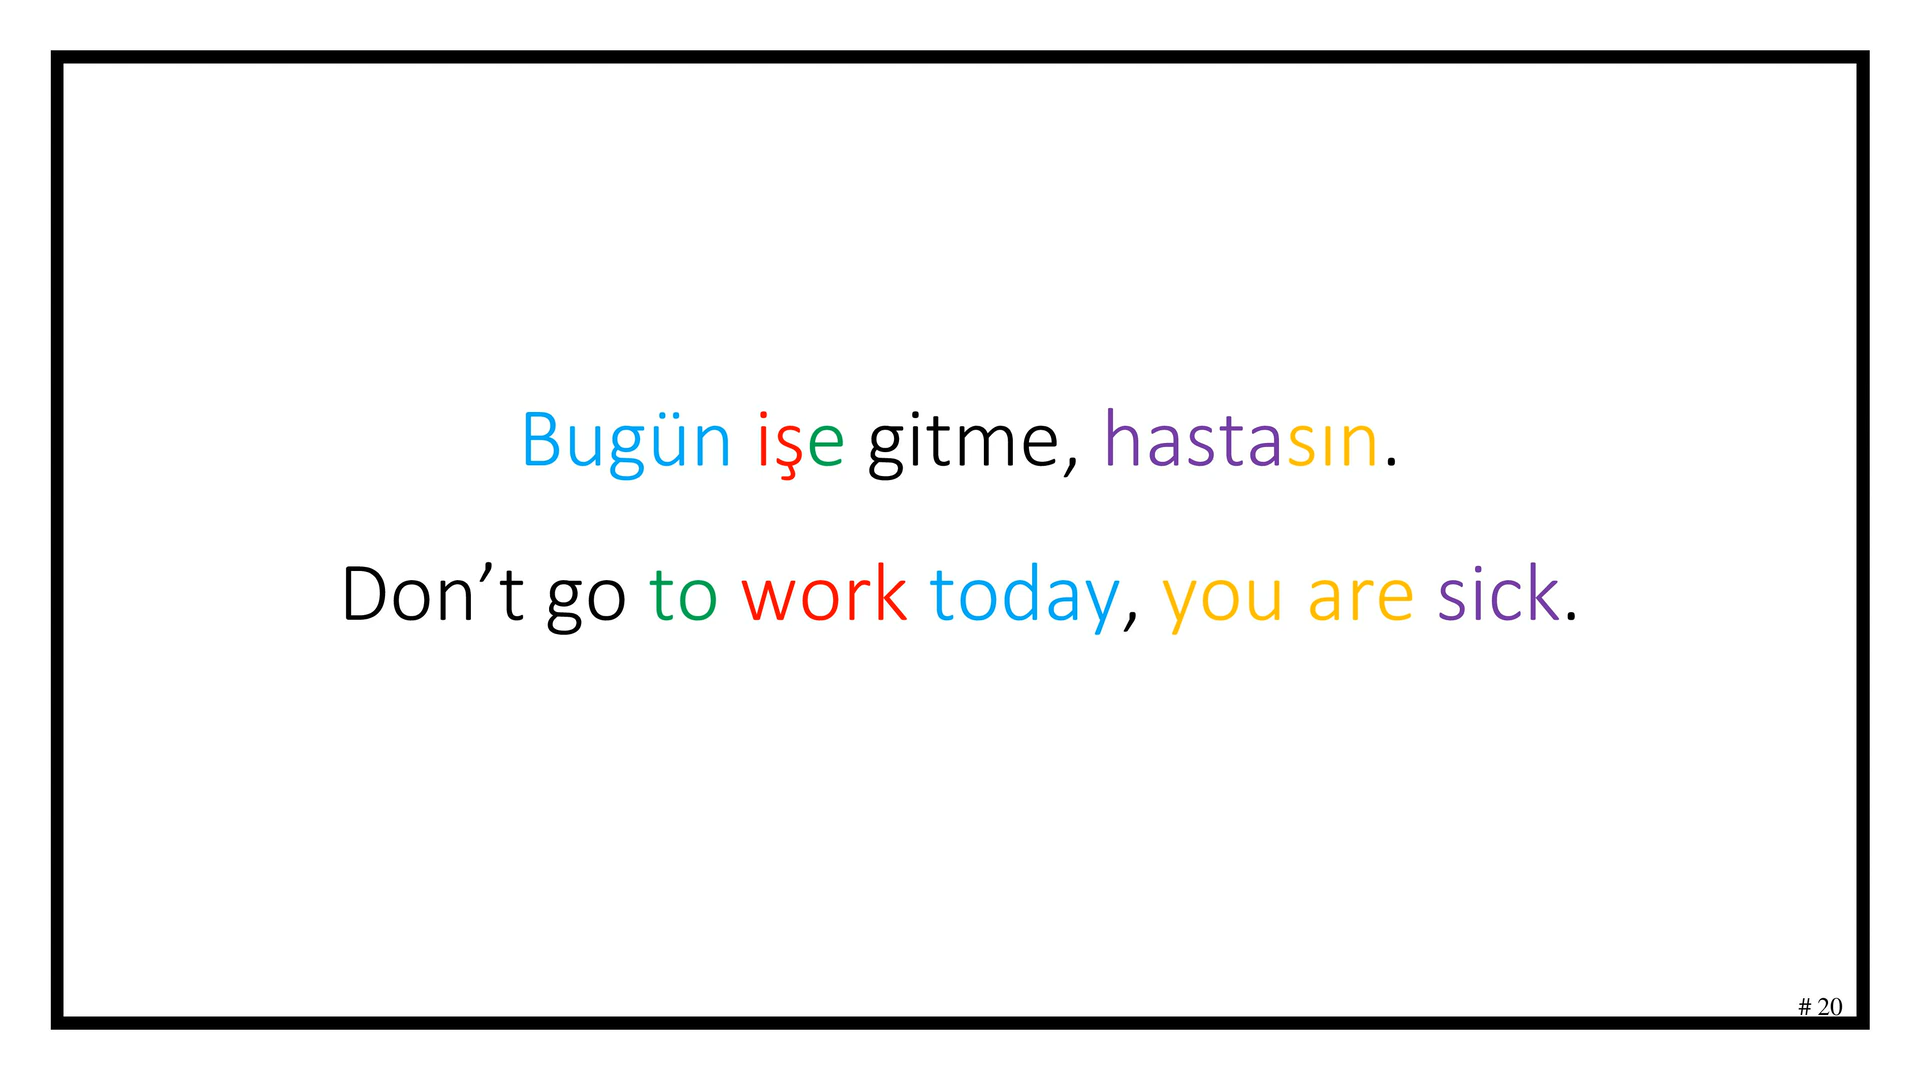 Bugün işe gitme, hastasın.
Don’t go to work today, you are sick.
# 20